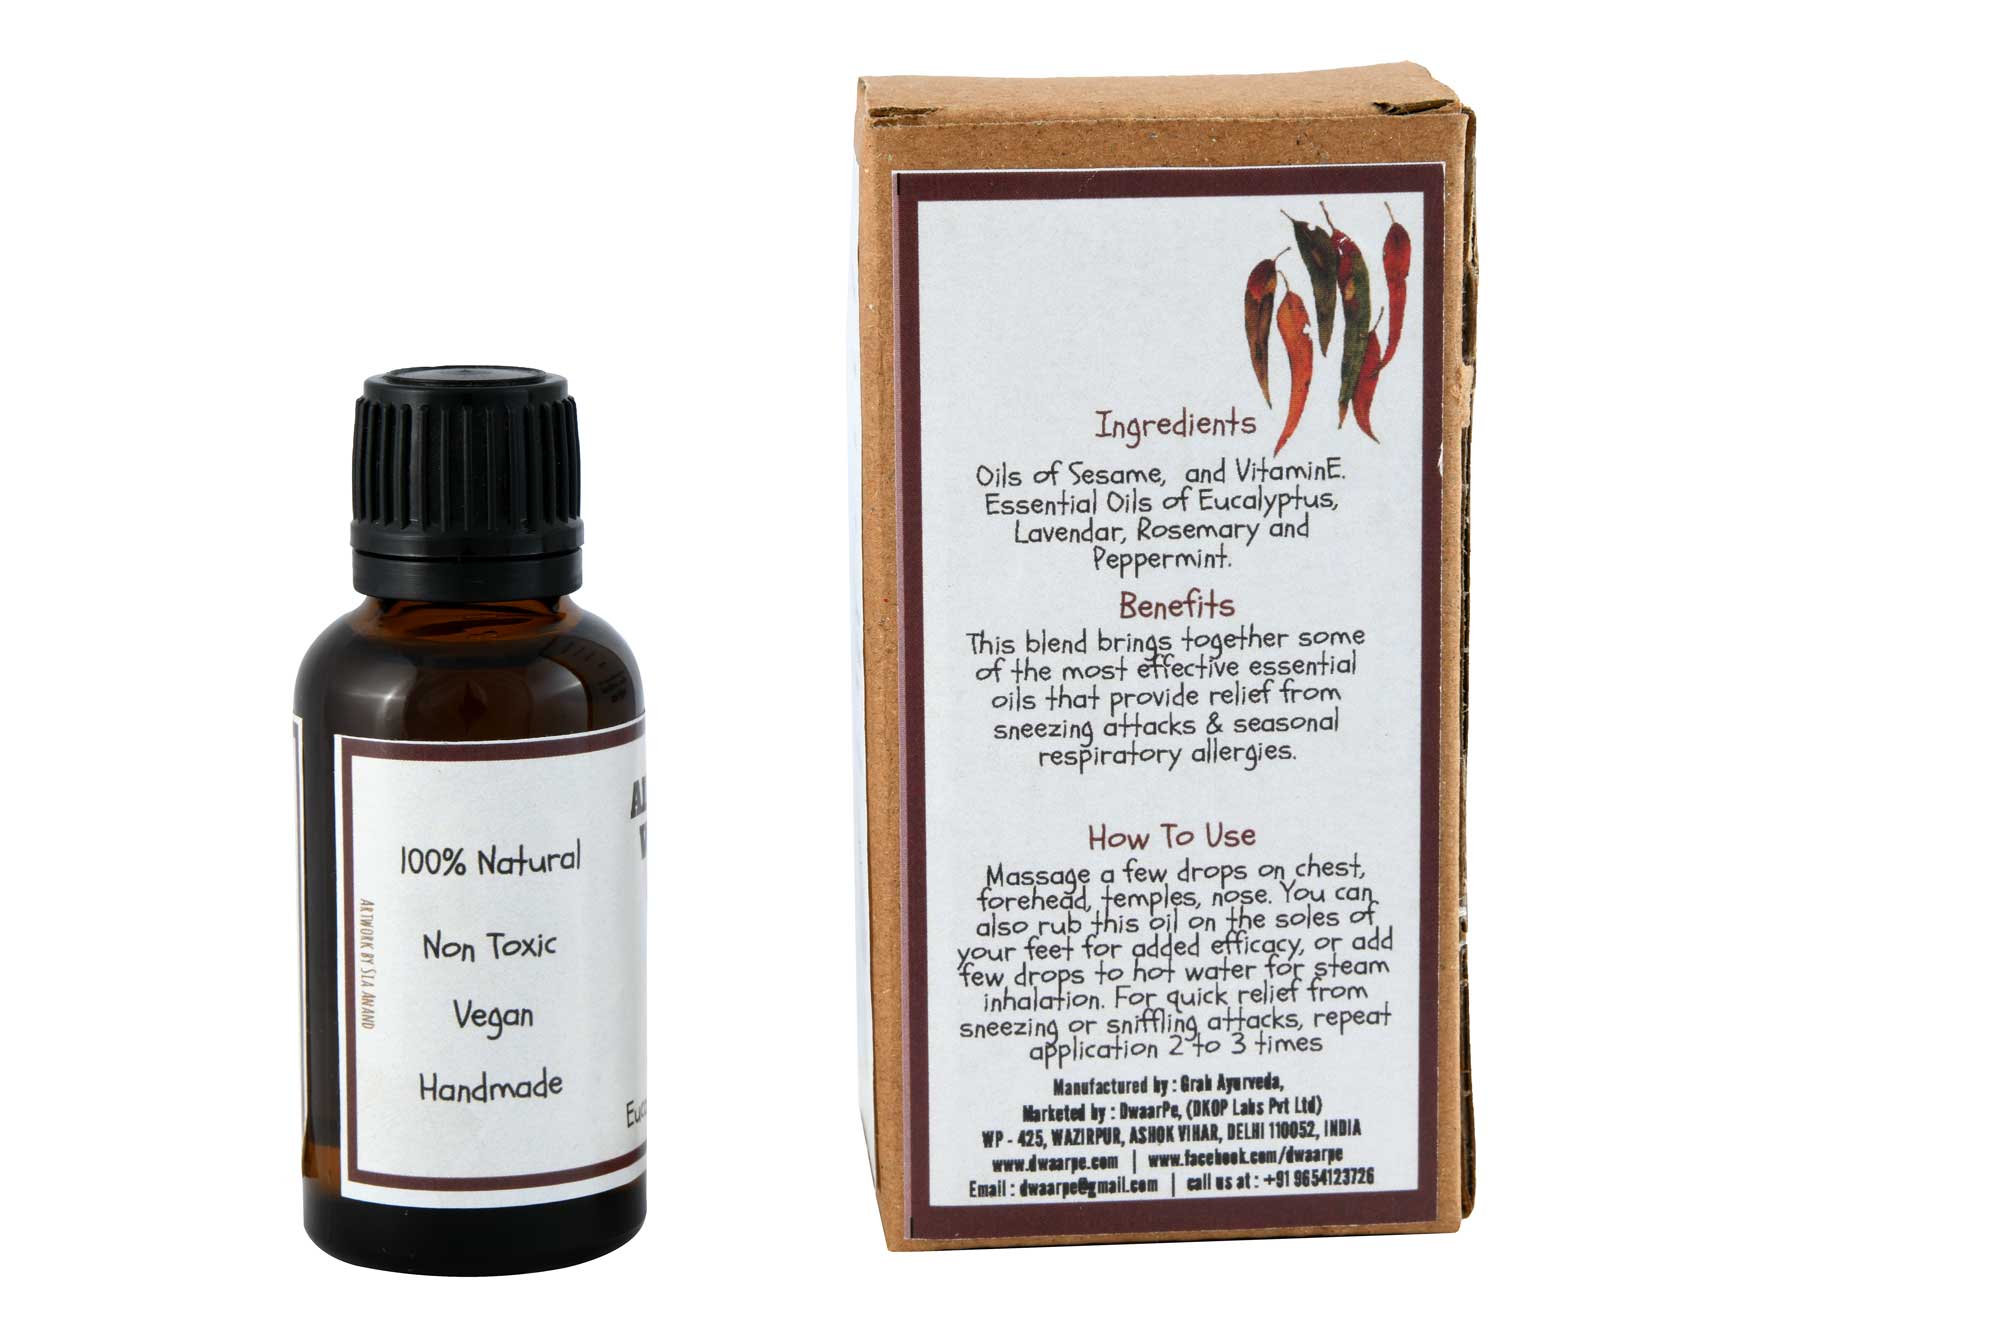 100% Natural
Non Toxic
Vegan
Handmade
ARTWORK BY SIA ANAND
Ingredients
Oils of Sesame, and VitaminE.
Essential Oils of Eucalyptus,
Lavendar, Rosemary and
Peppermint.
Benefits
This blend brings together some
of the most effective essential
oils that provide relief from
sneezing attacks & seasonal
respiratory allergies.
How To Use
Massage a few drops on chest,
forehead, temples, nose. You can
also rub this oil on the soles of
your feet for added efficacy, or add
few drops to hot water for steam
inhalation. For quick relief from
sneezing or sniffling attacks, repeat
application 2 to 3 times
Manufactured by : Grah Ayurveda,
Marketed by : DwaarPe, (DKOP Labs Pvt Ltd)
WP - 425, WAZIRPUR, ASHOK VIHAR, DELHI 110052, INDIA
www.dwaarpe.com | www.facebook.com/dwaarpe
Email : dwaarpe@gmail.com | call us at : +91 9654123726